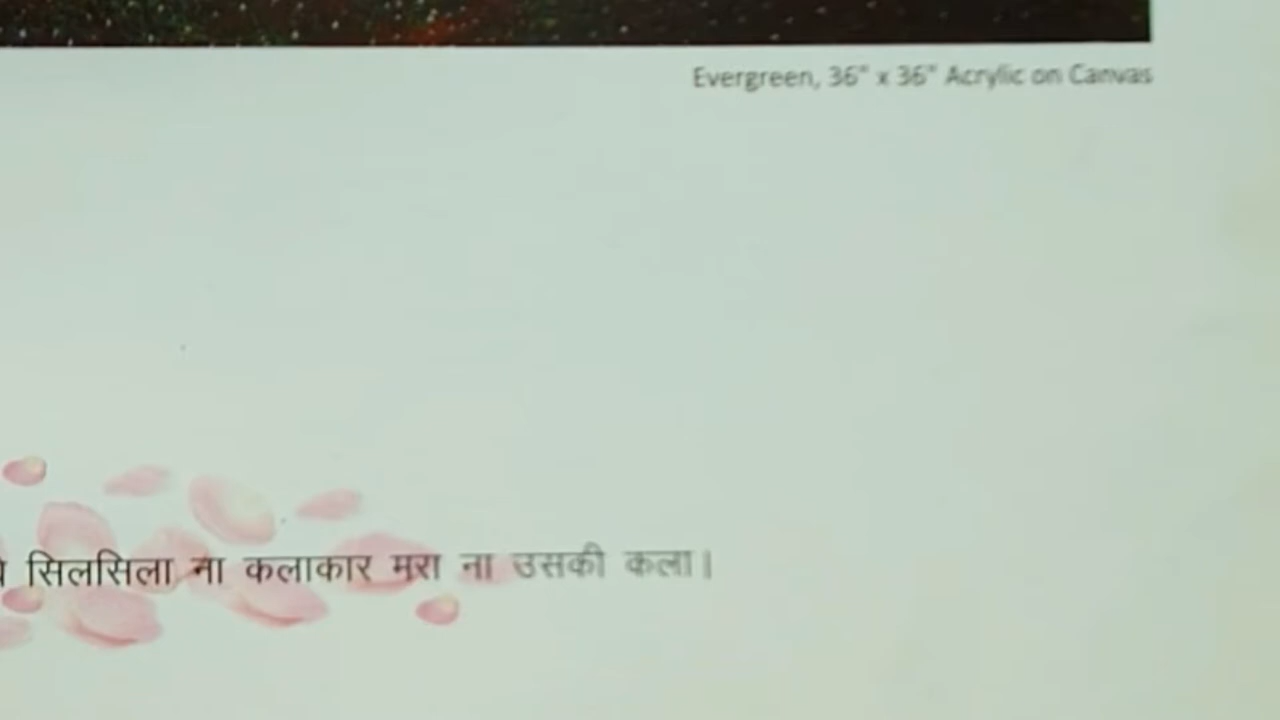 Evergreen, 36" x 36" Acrylic on Canvas
सिलसिला ना कलाकार मरा ना उसकी कला।